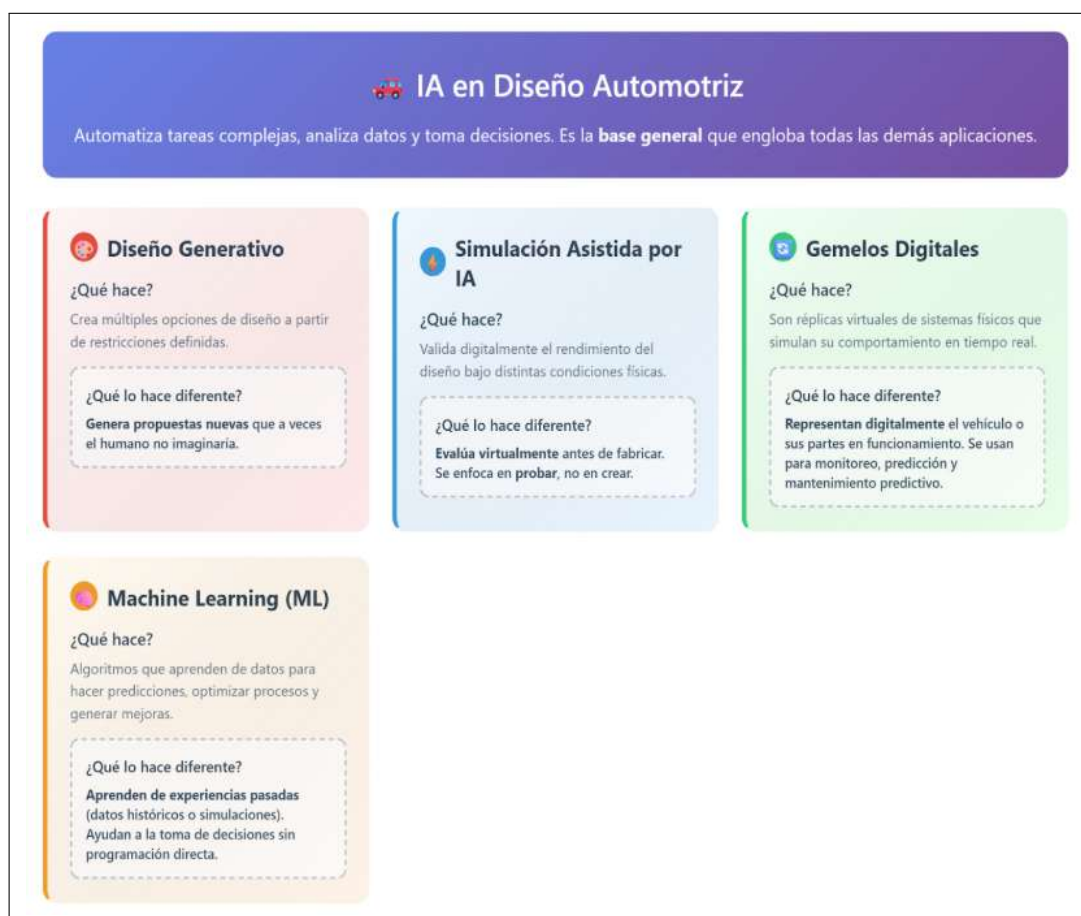 IA en Diseño Automotriz
Automatiza tareas complejas, analiza datos y toma decisiones. Es la base general que engloba todas las demás aplicaciones.
Diseño Generativo
¿Qué hace?
Crea múltiples opciones de diseño a partir
de restricciones definidas.
¿Qué lo hace diferente?
Genera propuestas nuevas que a veces
el humano no imaginaría.
Simulación Asistida por
IA
¿Qué hace?
Valida digitalmente el rendimiento del
diseño bajo distintas condiciones físicas.
¿Qué lo hace diferente?
Evalúa virtualmente antes de fabricar.
Se enfoca en probar, no en crear.
Gemelos Digitales
¿Qué hace?
Son réplicas virtuales de sistemas físicos que
simulan su comportamiento en tiempo real.
¿Qué lo hace diferente?
Representan digitalmente el vehículo o
sus partes en funcionamiento. Se usan
para monitoreo, predicción y
mantenimiento predictivo.
Machine Learning (ML)
¿Qué hace?
Algoritmos que aprenden de datos para
hacer predicciones, optimizar procesos y
generar mejoras.
¿Qué lo hace diferente?
Aprenden de experiencias pasadas
(datos históricos o simulaciones).
Ayudan a la toma de decisiones sin
programación directa.